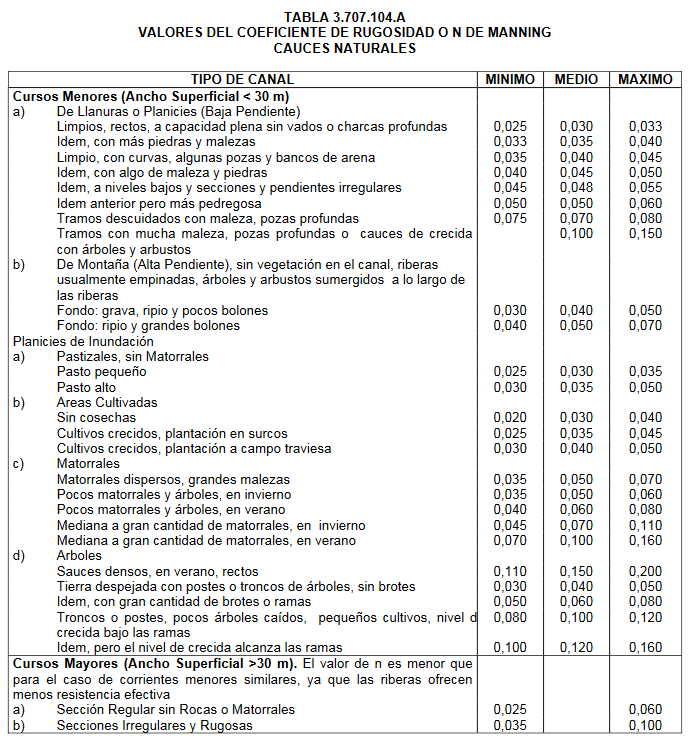 TABLA 3.707.104.A
VALORES DEL COEFICIENTE DE RUGOSIDAD O N DE MANNING
CAUCES NATURALES
TIPO DE CANAL MINIMO MEDIO MAXIMO
Cursos Menores (Ancho Superficial < 30 m)
a) De Llanuras o Planicies (Baja Pendiente)
Limpios, rectos, a capacidad plena sin vados o charcas profundas 0,025 0,030 0,033
Idem, con más piedras y malezas 0,033 0,035 0,040
Limpio, con curvas, algunas pozas y bancos de arena 0,035 0,040 0,045
Idem, con algo de maleza y piedras 0,040 0,045 0,050
Idem, a niveles bajos y secciones y pendientes irregulares 0,045 0,048 0,055
Idem anterior pero más pedregosa 0,050 0,050 0,060
Tramos descuidados con maleza, pozas profundas 0,075 0,070 0,080
Tramos con mucha maleza, pozas profundas o cauces de crecida 0,100 0,150
con árboles y arbustos
b) De Montaña (Alta Pendiente), sin vegetación en el canal, riberas
usualmente empinadas, árboles y arbustos sumergidos a lo largo de
las riberas
Fondo: grava, ripio y pocos bolones 0,030 0,040 0,050
Fondo: ripio y grandes bolones 0,040 0,050 0,070
Planicies de Inundación
a) Pastizales, sin Matorrales
Pasto pequeño 0,025 0,030 0,035
Pasto alto 0,030 0,035 0,050
b) Areas Cultivadas
Sin cosechas 0,020 0,030 0,040
Cultivos crecidos, plantación en surcos 0,025 0,035 0,045
Cultivos crecidos, plantación a campo traviesa 0,030 0,040 0,050
c) Matorrales
Matorrales dispersos, grandes malezas 0,035 0,050 0,070
Pocos matorrales y árboles, en invierno 0,035 0,050 0,060
Pocos matorrales y árboles, en verano 0,040 0,060 0,080
Mediana a gran cantidad de matorrales, en invierno 0,045 0,070 0,110
Mediana a gran cantidad de matorrales, en verano 0,070 0,100 0,160
d) Arboles
Sauces densos, en verano, rectos 0,110 0,150 0,200
Tierra despejada con postes o troncos de árboles, sin brotes 0,030 0,040 0,050
Idem, con gran cantidad de brotes o ramas 0,050 0,060 0,080
Troncos o postes, pocos árboles caídos, pequeños cultivos, nivel d 0,080 0,100 0,120
crecida bajo las ramas
Idem, pero el nivel de crecida alcanza las ramas 0,100 0,120 0,160
Cursos Mayores (Ancho Superficial >30 m). El valor de n es menor que
para el caso de corrientes menores similares, ya que las riberas ofrecen
menos resistencia efectiva
a) Sección Regular sin Rocas o Matorrales 0,025 0,060
b) Secciones Irregulares y Rugosas 0,035 0,100